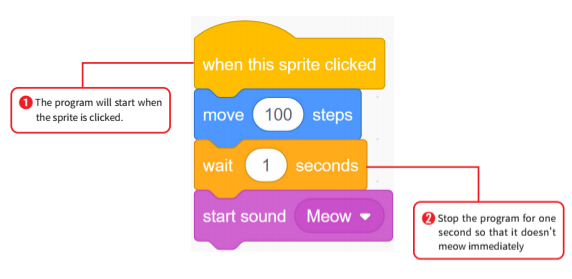 when this sprite clicked
1 The program will start when
the sprite is clicked.
move 100 steps
wait 1 seconds
start sound Meow
2 Stop the program for one
second so that it doesn't
meow immediately